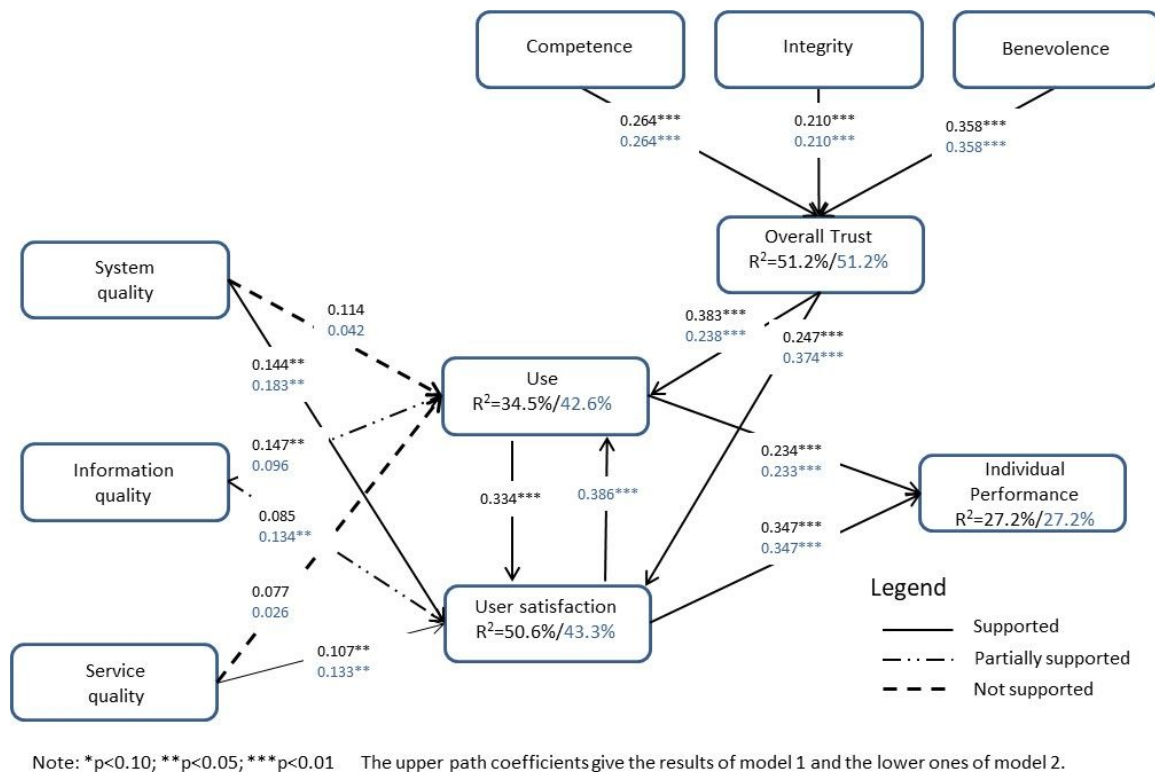 Competence
Integrity
Benevolence
0.264***
0.264***
0.210***
0.210***
0.358***
0.358***
Overall Trust
R²=51.2%/51.2%
System
quality
0.114
0.042
0.383***
0.238***
0.247***
0.374***
0.144**
0.183**
Use
R²=34.5%/42.6%
Information
quality
0.147**
0.096
0.234***
0.233***
Individual
Performance
R²=27.2%/27.2%
0.334***
0.386***
0.085
0.134**
0.347***
0.347***
0.077
0.026
User satisfaction
R²=50.6%/43.3%
Service
quality
0.107**
0.133**
Legend
Supported
Partially supported
Not supported
Note: *p<0.10; **p<0.05; ***p<0.01 The upper path coefficients give the results of model 1 and the lower ones of model 2.